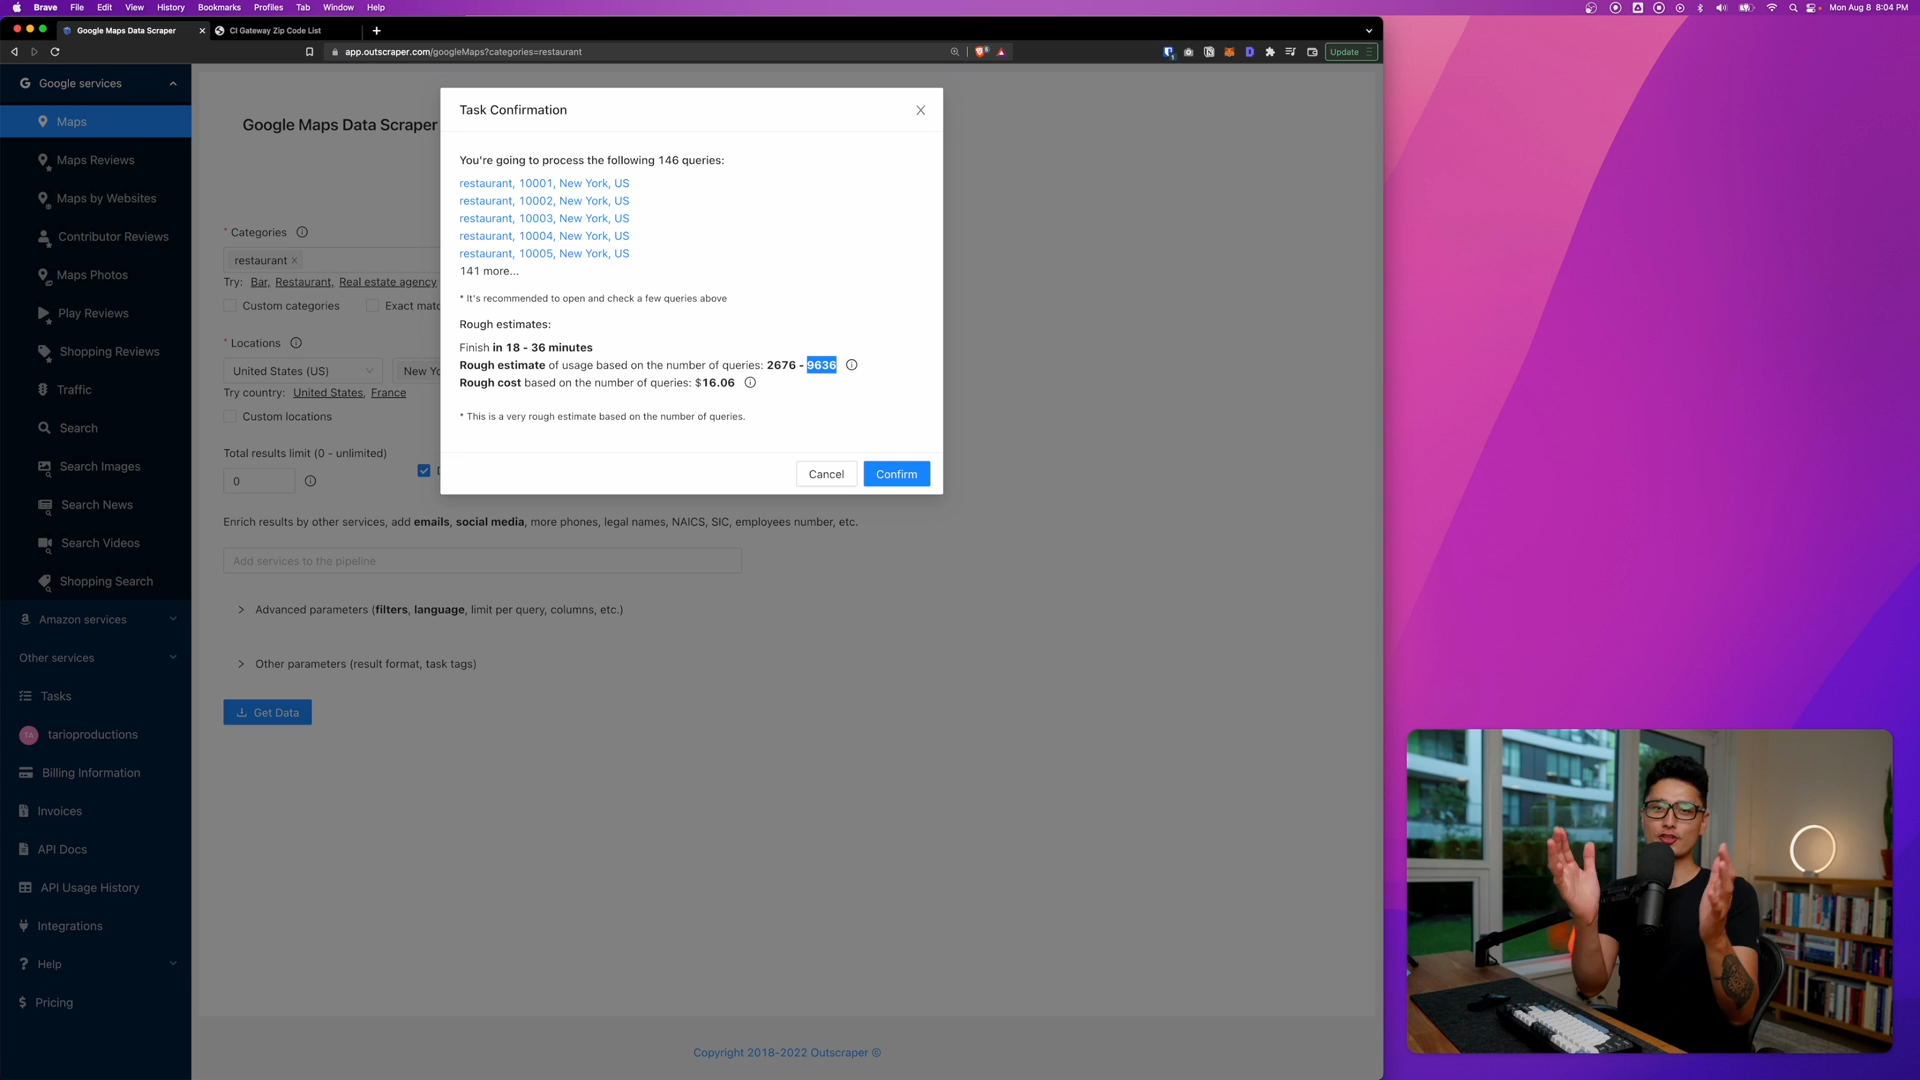 Brave File Edit View History Bookmarks Profiles Tab Window Help
Mon Aug 8 8:04 PM
Google Maps Data Scraper
CI Gateway Zip Code List
app.outscraper.com/googleMaps?categories=restaurant
Update
Google services
Maps
Maps Reviews
Maps by Websites
Contributor Reviews
Maps Photos
Play Reviews
Shopping Reviews
Traffic
Search
Search Images
Search News
Search Videos
Shopping Search
Amazon services
Other services
Tasks
TA tarioproductions
Billing Information
Invoices
API Docs
API Usage History
Integrations
Help
Pricing
Google Maps Data Scraper
* Categories
restaurant
Try: Bar, Restaurant, Real estate agency
Custom categories
* Locations
United States (US)
Try country: United States, France
Custom locations
Total results limit (0 - unlimited)
0
Enrich results by other services, add emails, social media, more phones, legal names, NAICS, SIC, employees number, etc.
Add services to the pipeline
Advanced parameters (filters, language, limit per query, columns, etc.)
Other parameters (result format, task tags)
Get Data
Copyright 2018-2022 Outscraper ©
Task Confirmation
You're going to process the following 146 queries:
restaurant, 10001, New York, US
restaurant, 10002, New York, US
restaurant, 10003, New York, US
restaurant, 10004, New York, US
restaurant, 10005, New York, US
141 more...
* It's recommended to open and check a few queries above
Rough estimates:
Finish in 18 - 36 minutes
Rough estimate of usage based on the number of queries: 2676 - 9636
Rough cost based on the number of queries: $16.06
* This is a very rough estimate based on the number of queries.
Cancel
Confirm